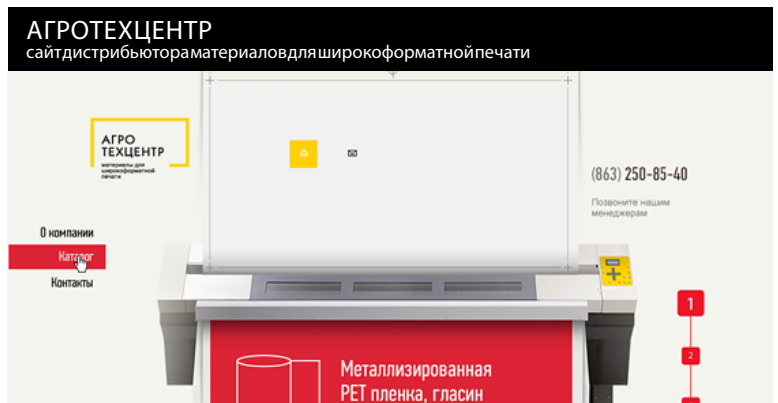 АГРОТЕХЦЕНТР
сайтдистрибьютораматериаловдляширокоформатнойпечати
АГРО
ТЕХЦЕНТР
материалы для
широкоформатной
печати
(863) 250-85-40
Позвоните нашим
менеджерам
О компании
Каталог
Контакты
1
2
Металлизированная
PET пленка, гласин